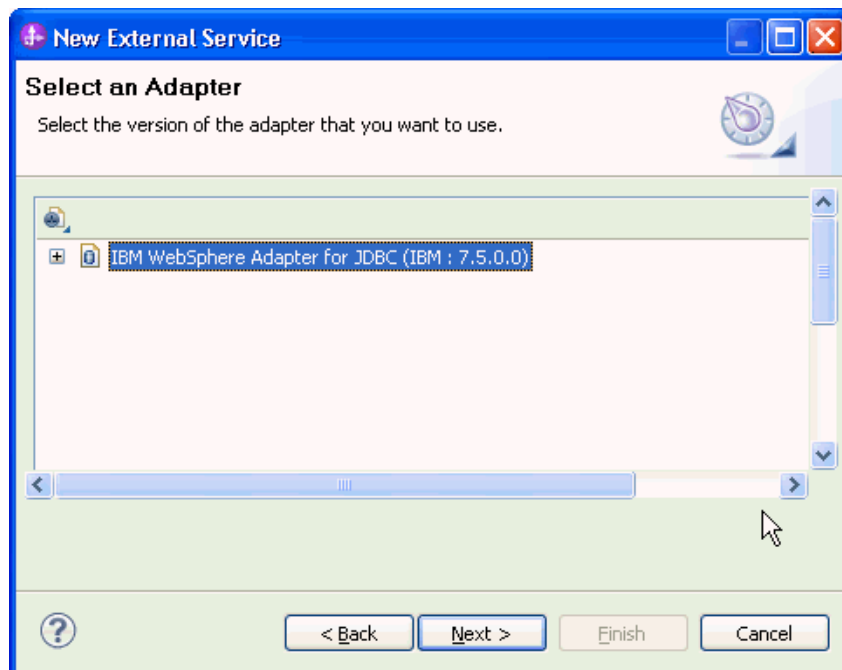 New External Service
Select an Adapter
Select the version of the adapter that you want to use.
IBM WebSphere Adapter for JDBC (IBM : 7.5.0.0)
< Back
Next >
Finish
Cancel